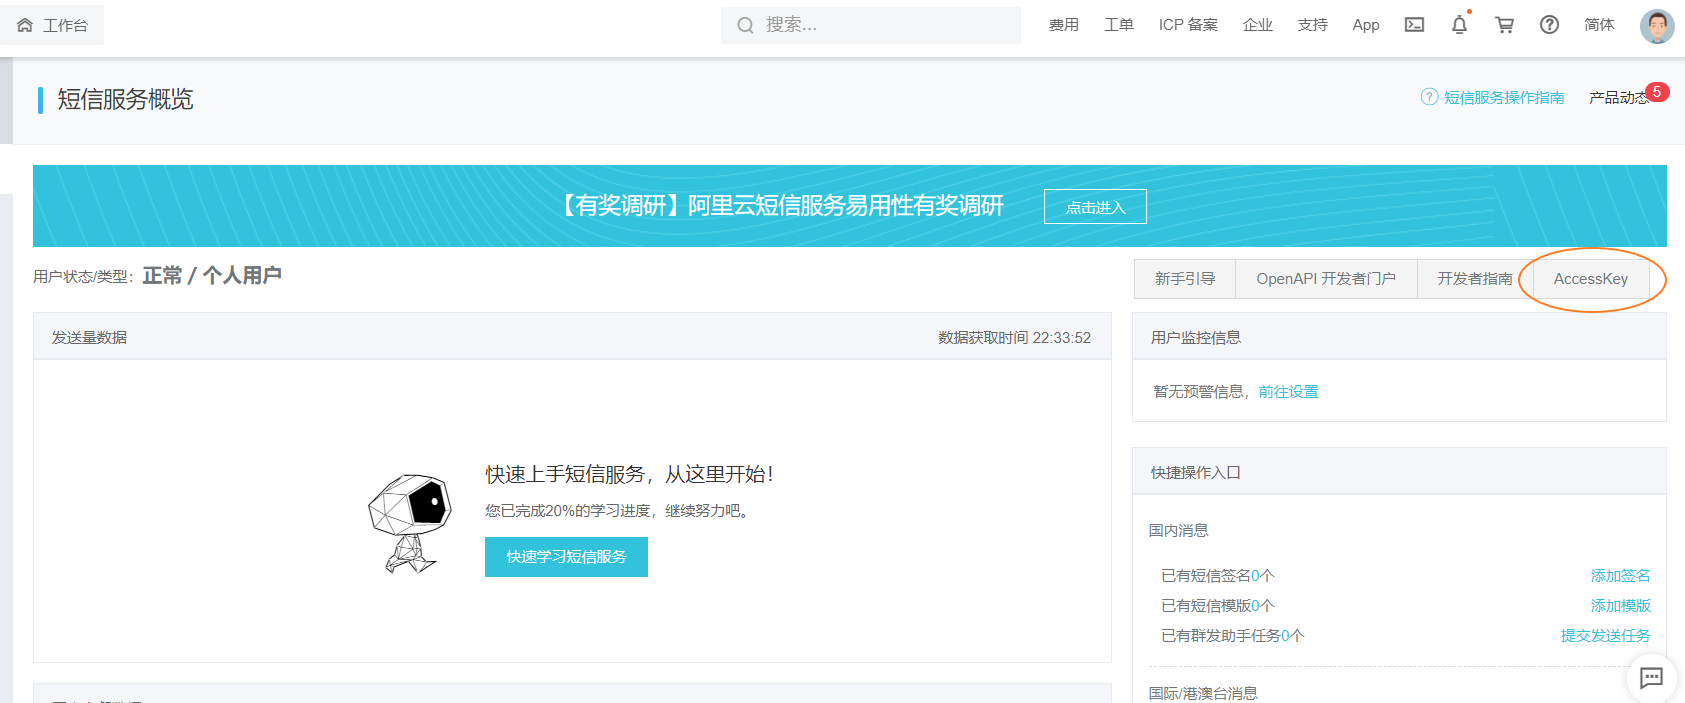 工作台 搜索... 费用 工单 ICP 备案 企业 支持 App 简体
短信服务概览 短信服务操作指南 产品动态 5
【有奖调研】阿里云短信服务易用性有奖调研 点击进入
用户状态/类型: 正常 / 个人用户 新手引导 OpenAPI 开发者门户 开发者指南 AccessKey
发送量数据 数据获取时间 22:33:52 用户监控信息
暂无预警信息，前往设置
快速上手短信服务，从这里开始！ 快捷操作入口
您已完成20%的学习进度，继续努力吧。
国内消息
快速学习短信服务
已有短信签名0个 添加签名
已有短信模版0个 添加模版
已有群发助手任务0个 提交发送任务
国际/港澳台消息